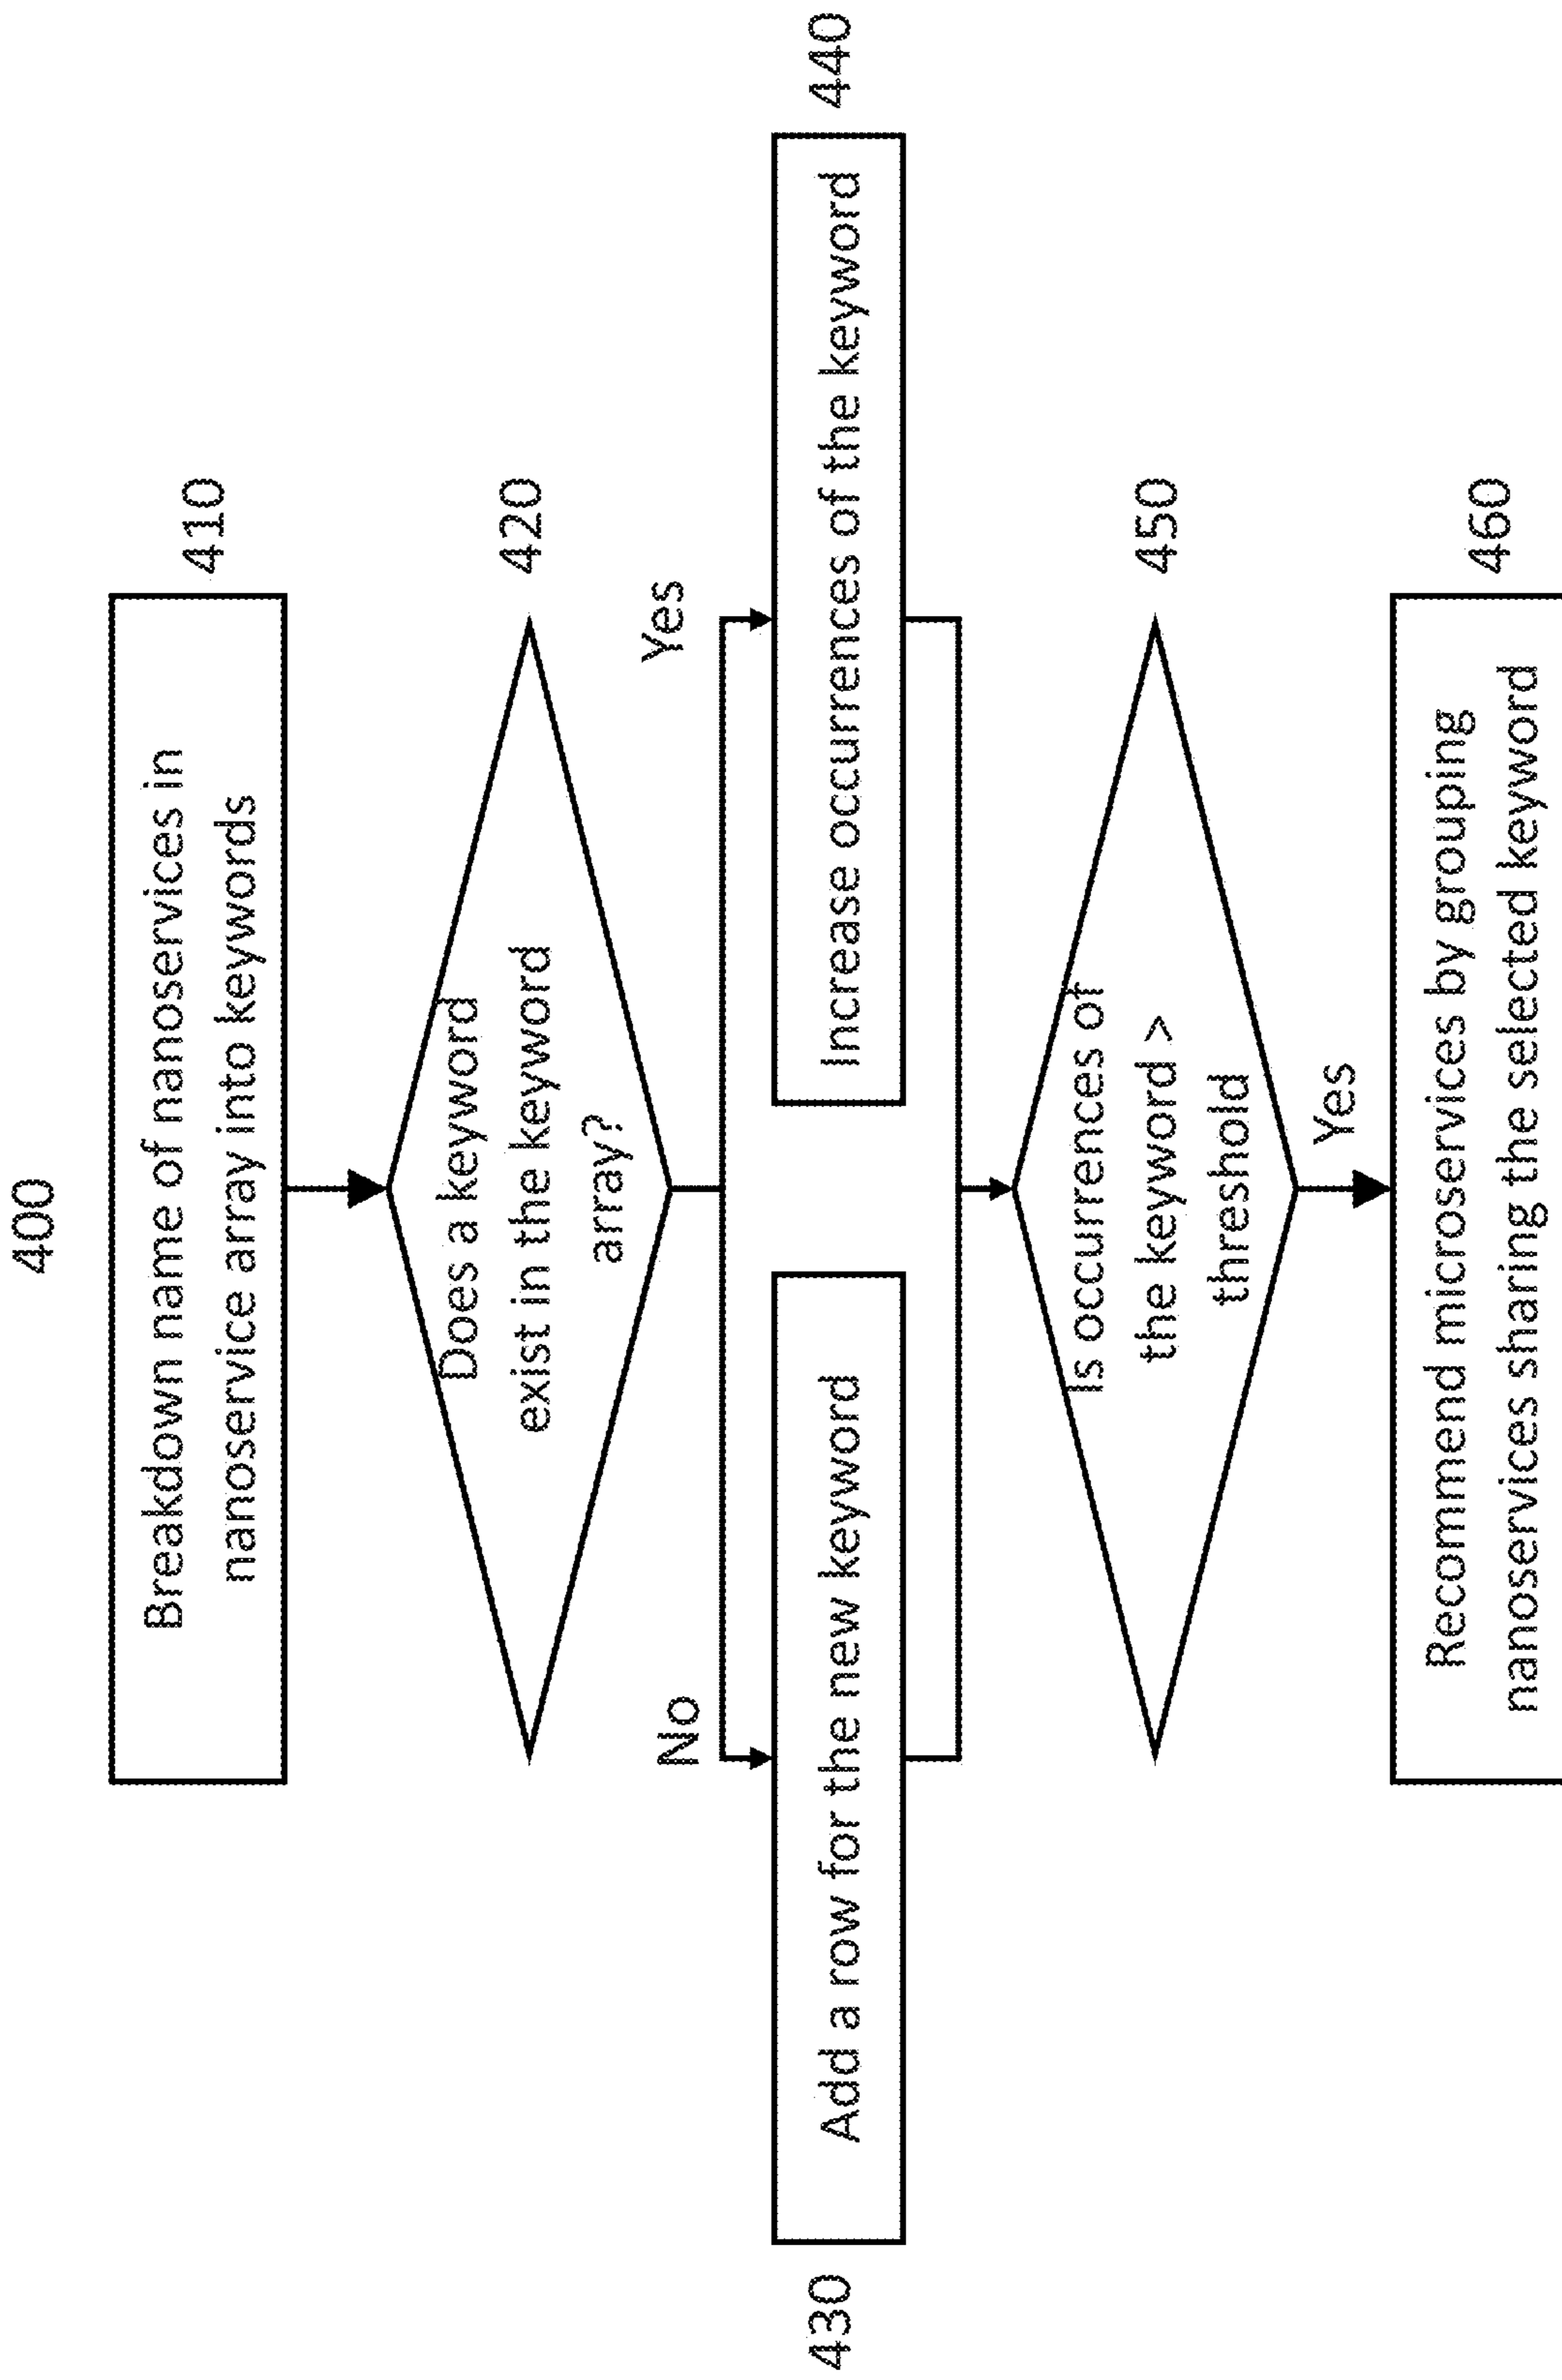 400
Breakdown name of nanoservices in
nanoservice array into keywords
410
Does a keyword
exist in the keyword
array?
420
No
Yes
430
Add a row for the new keyword
Increase occurrences of the keyword
440
Is occurrences of
the keyword >
threshold
450
Yes
Recommend microservices by grouping
nanoservices sharing the selected keyword
460